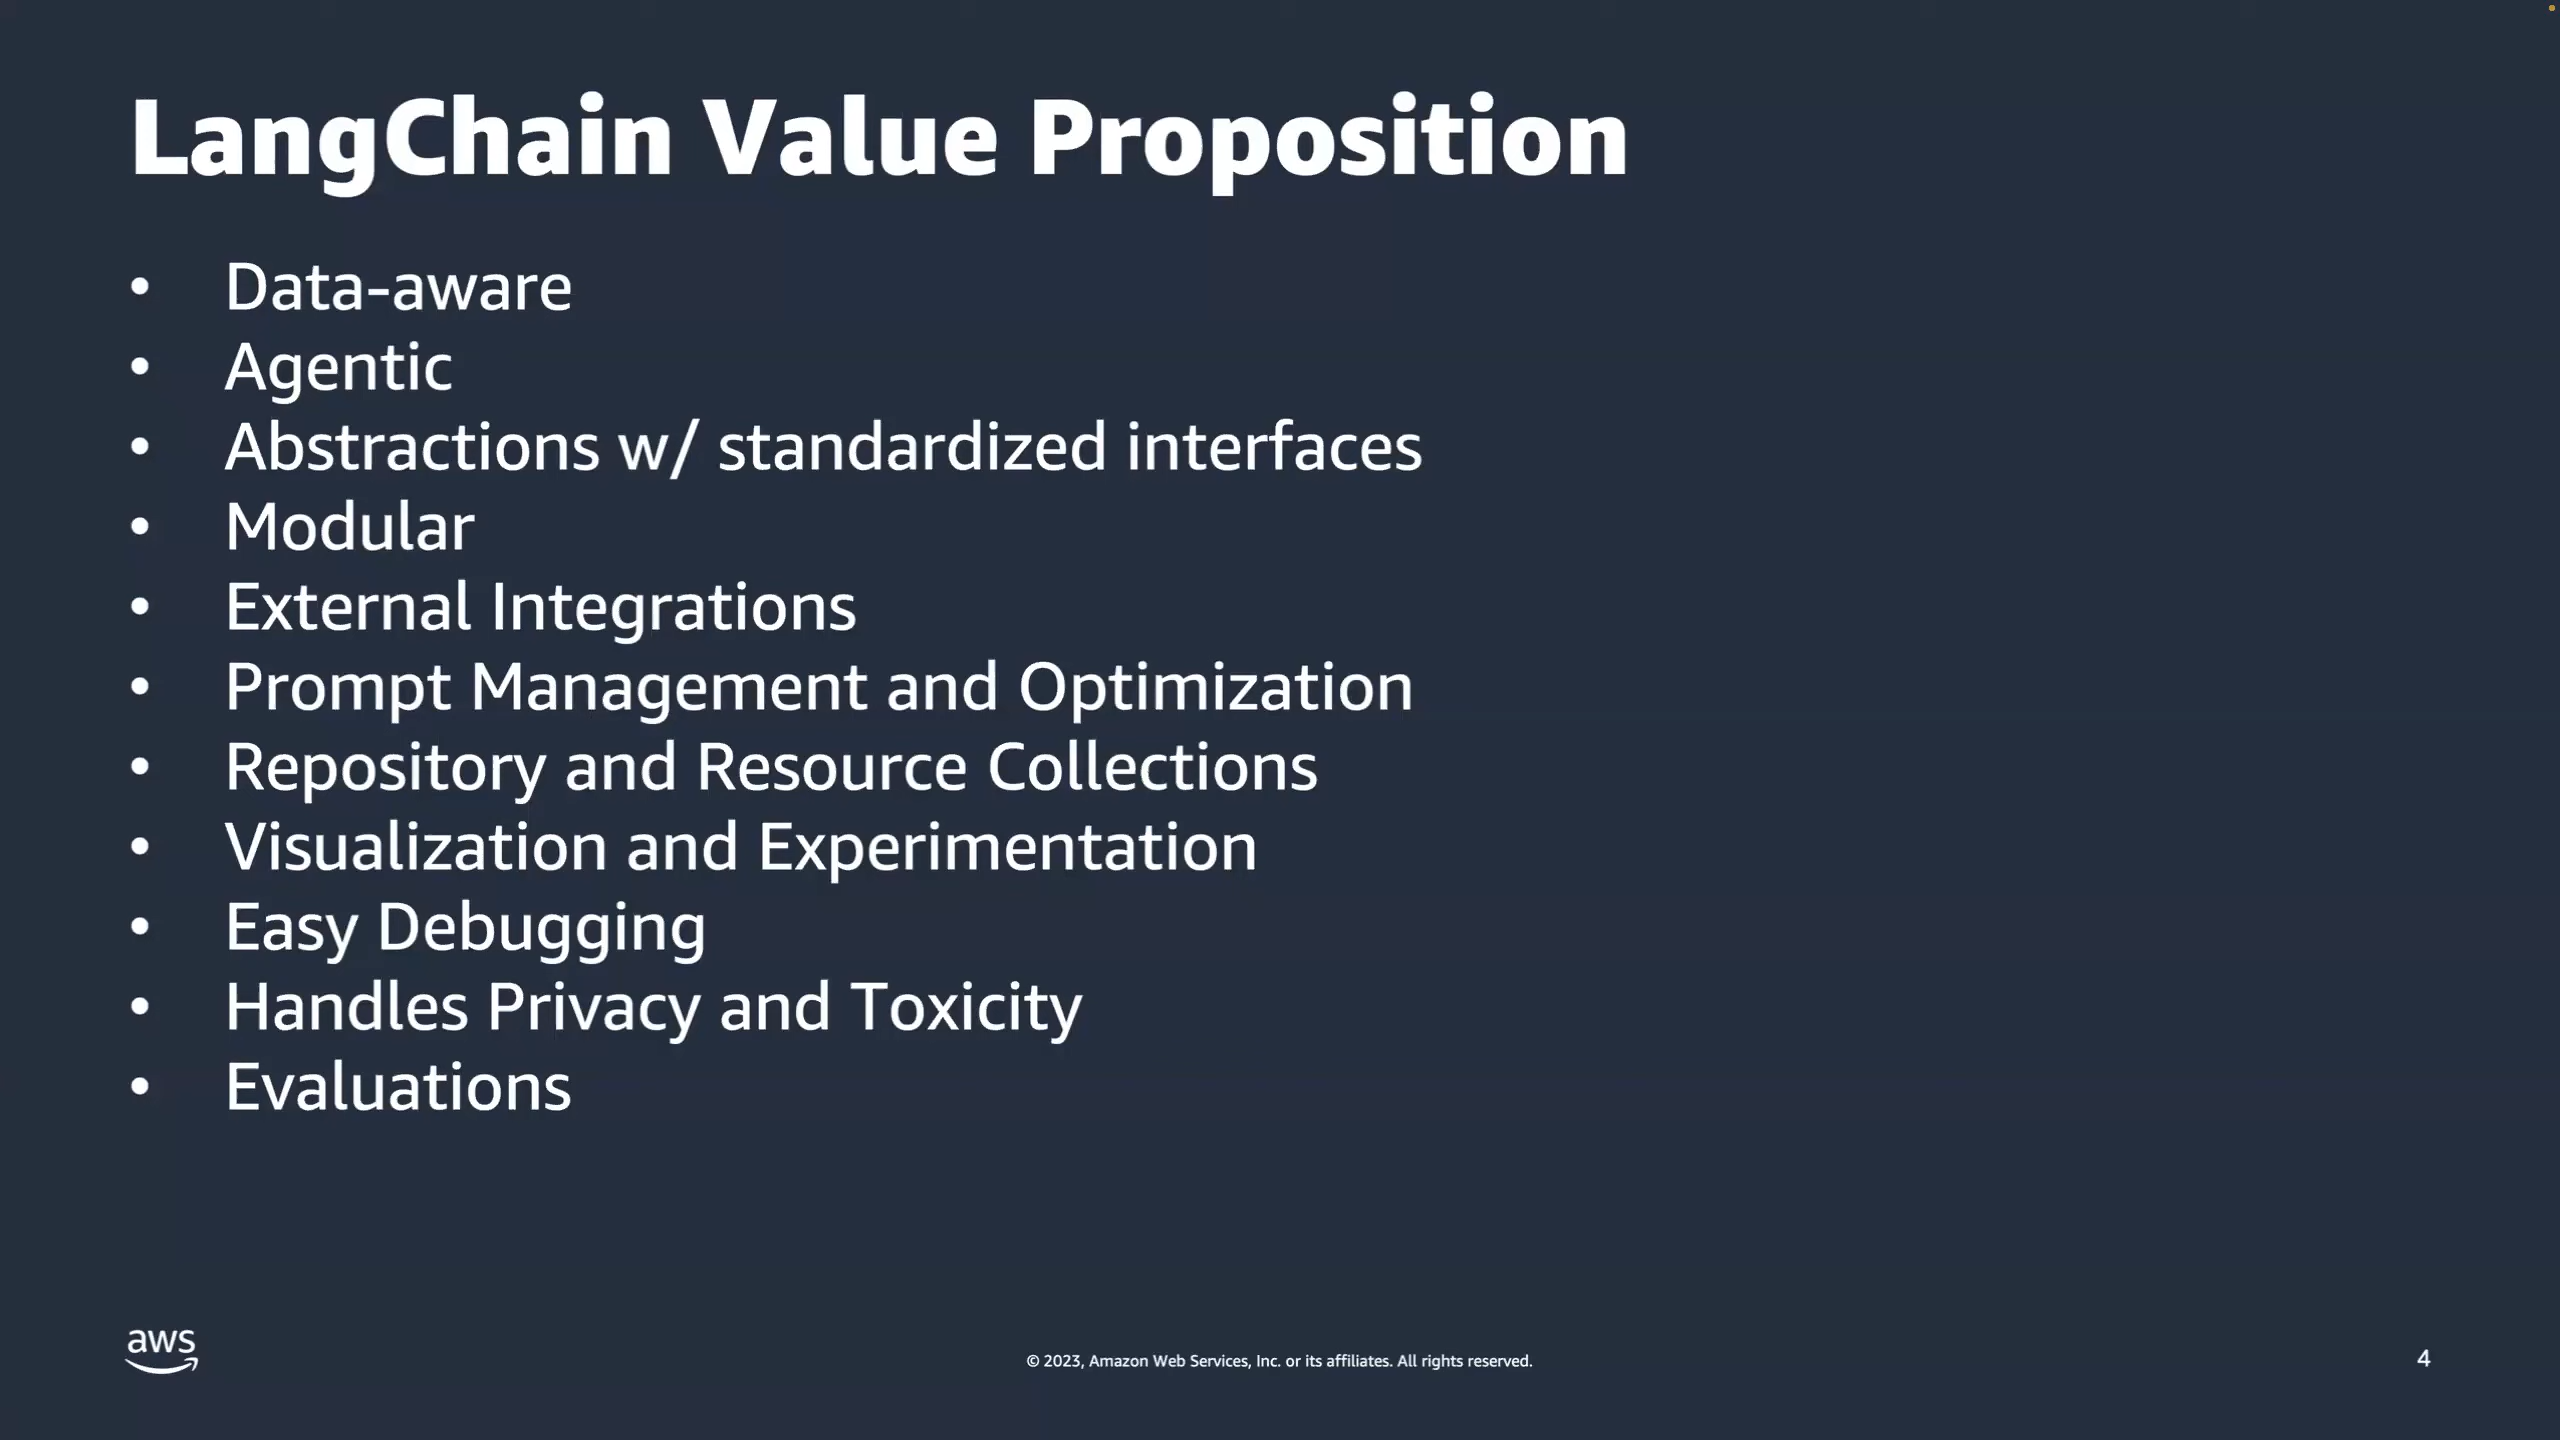 LangChain Value Proposition
• Data-aware
• Agentic
• Abstractions w/ standardized interfaces
• Modular
• External Integrations
• Prompt Management and Optimization
• Repository and Resource Collections
• Visualization and Experimentation
• Easy Debugging
• Handles Privacy and Toxicity
• Evaluations
aws
© 2023, Amazon Web Services, Inc. or its affiliates. All rights reserved.
4